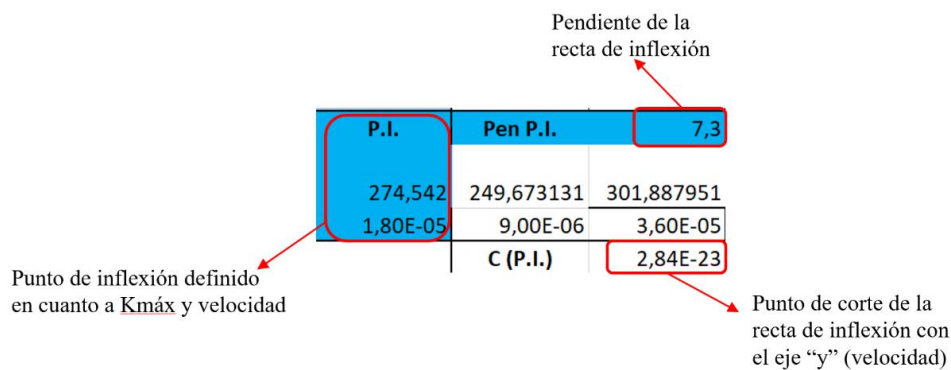 Pendiente de la
recta de inflexión
P.I. Pen P.I. 7,3
274,542 249,673131 301,887951
1,80E-05 9,00E-06 3,60E-05
C (P.I.) 2,84E-23
Punto de inflexión definido
en cuanto a Kmáx y velocidad
Punto de corte de la
recta de inflexión con
el eje “y” (velocidad)